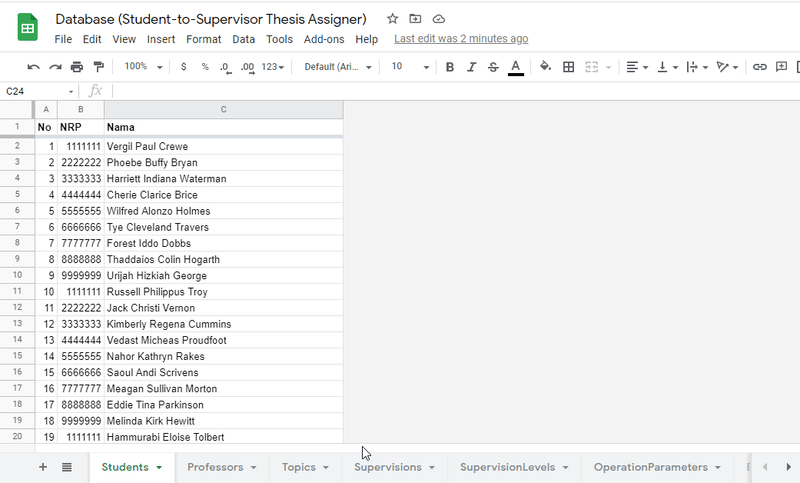 Database (Student-to-Supervisor Thesis Assigner)
File Edit View Insert Format Data Tools Add-ons Help Last edit was 2 minutes ago
100% $ % .0 .00 123 Default (Ari... 10 B I S A
C24 fx
A B C
1 No NRP Nama
2 1 1111111 Vergil Paul Crewe
3 2 2222222 Phoebe Buffy Bryan
4 3 3333333 Harriett Indiana Waterman
5 4 4444444 Cherie Clarice Brice
6 5 5555555 Wilfred Alonzo Holmes
7 6 6666666 Tye Cleveland Travers
8 7 7777777 Forest Iddo Dobbs
9 8 8888888 Thaddaios Colin Hogarth
10 9 9999999 Urijah Hizkiah George
11 10 1111111 Russell Philippus Troy
12 11 2222222 Jack Christi Vernon
13 12 3333333 Kimberly Regena Cummins
14 13 4444444 Vedast Micheas Proudfoot
15 14 5555555 Nahor Kathryn Rakes
16 15 6666666 Saoul Andi Scrivens
17 16 7777777 Meagan Sullivan Morton
18 17 8888888 Eddie Tina Parkinson
19 18 9999999 Melinda Kirk Hewitt
20 19 1111111 Hammurabi Eloise Tolbert
Students Professors Topics Supervisions SupervisionLevels OperationParameters